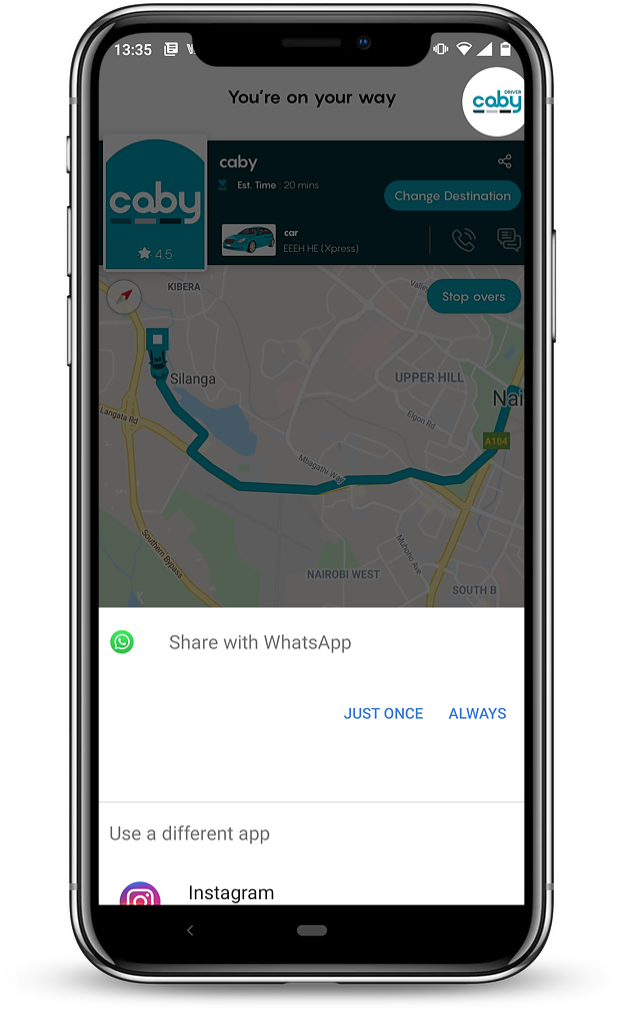 13:35
You're on your way
DRIVER
caby
caby
Est. Time : 20 mins
Change Destination
caby
4.5
car
EEEH HE (Xpress)
KIBERA
Valley
Stop overs
Silanga
UPPER HILL
Nai
Langata Rd
Elgon Rd
A104
Mbagathi Way
Southern Bypass
Muhoho Ave
NAIROBI WEST
SOUTH B
Share with WhatsApp
JUST ONCE
ALWAYS
Use a different app
Instagram